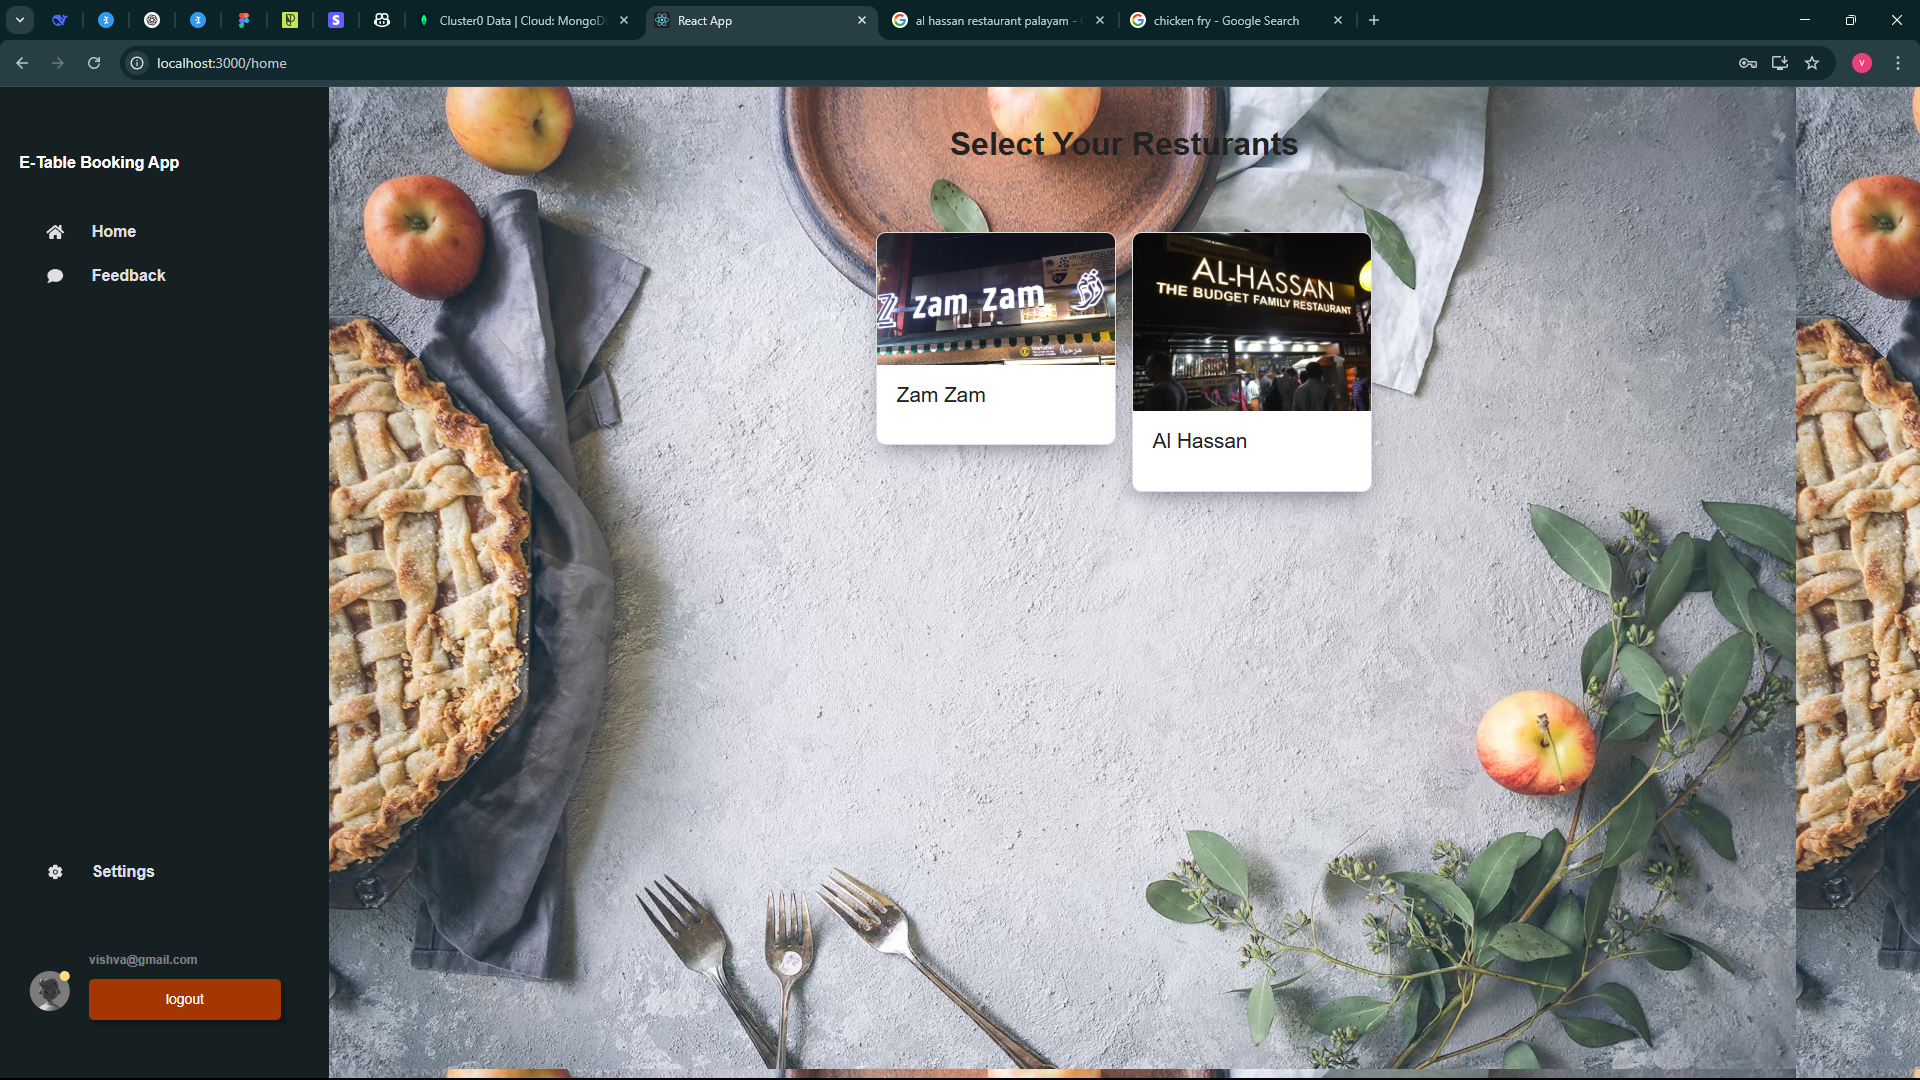 Cluster0 Data | Cloud: MongoD
React App
al hassan restaurant palayam -
chicken fry - Google Search
localhost:3000/home
V
E-Table Booking App
Home
Feedback
Settings
vishva@gmail.com
logout
Select Your Resturants
zam zam
مرحبا
Zam Zam
AL-HASSAN
THE BUDGET FAMILY RESTAURANT
Al Hassan